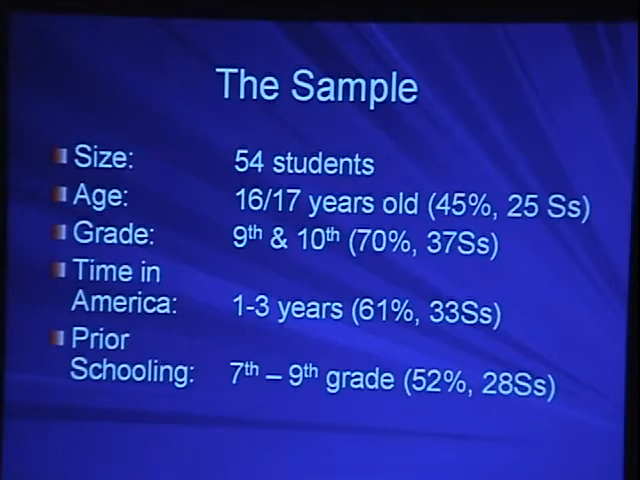 The Sample
Size: 54 students
Age: 16/17 years old (45%, 25 Ss)
Grade: 9th & 10th (70%, 37Ss)
Time in
America: 1-3 years (61%, 33Ss)
Prior
Schooling: 7th – 9th grade (52%, 28Ss)